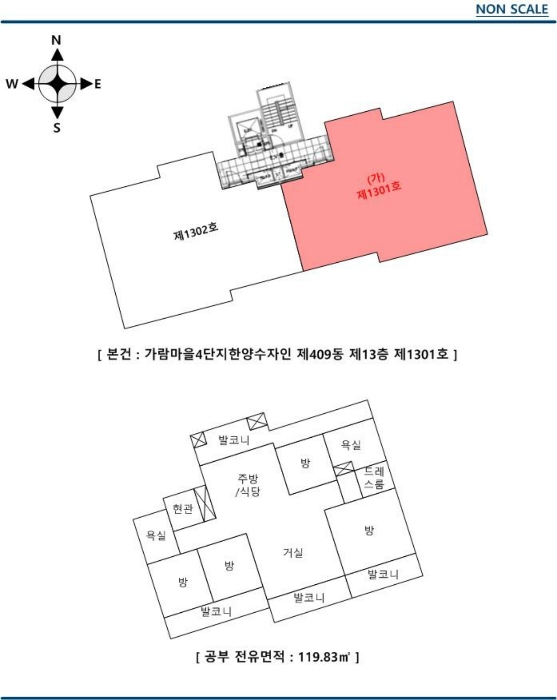 NON SCALE
N
W E
S
(가)
제1301호
제1302호
[ 본건 : 가람마을4단지한양수자인 제409동 제13층 제1301호 ]
발코니
욕실
방
드레
스룸
주방
/식당
현관
욕실
방
거실
방
방
발코니
발코니
발코니
[ 공부 전유면적 : 119.83㎡ ]